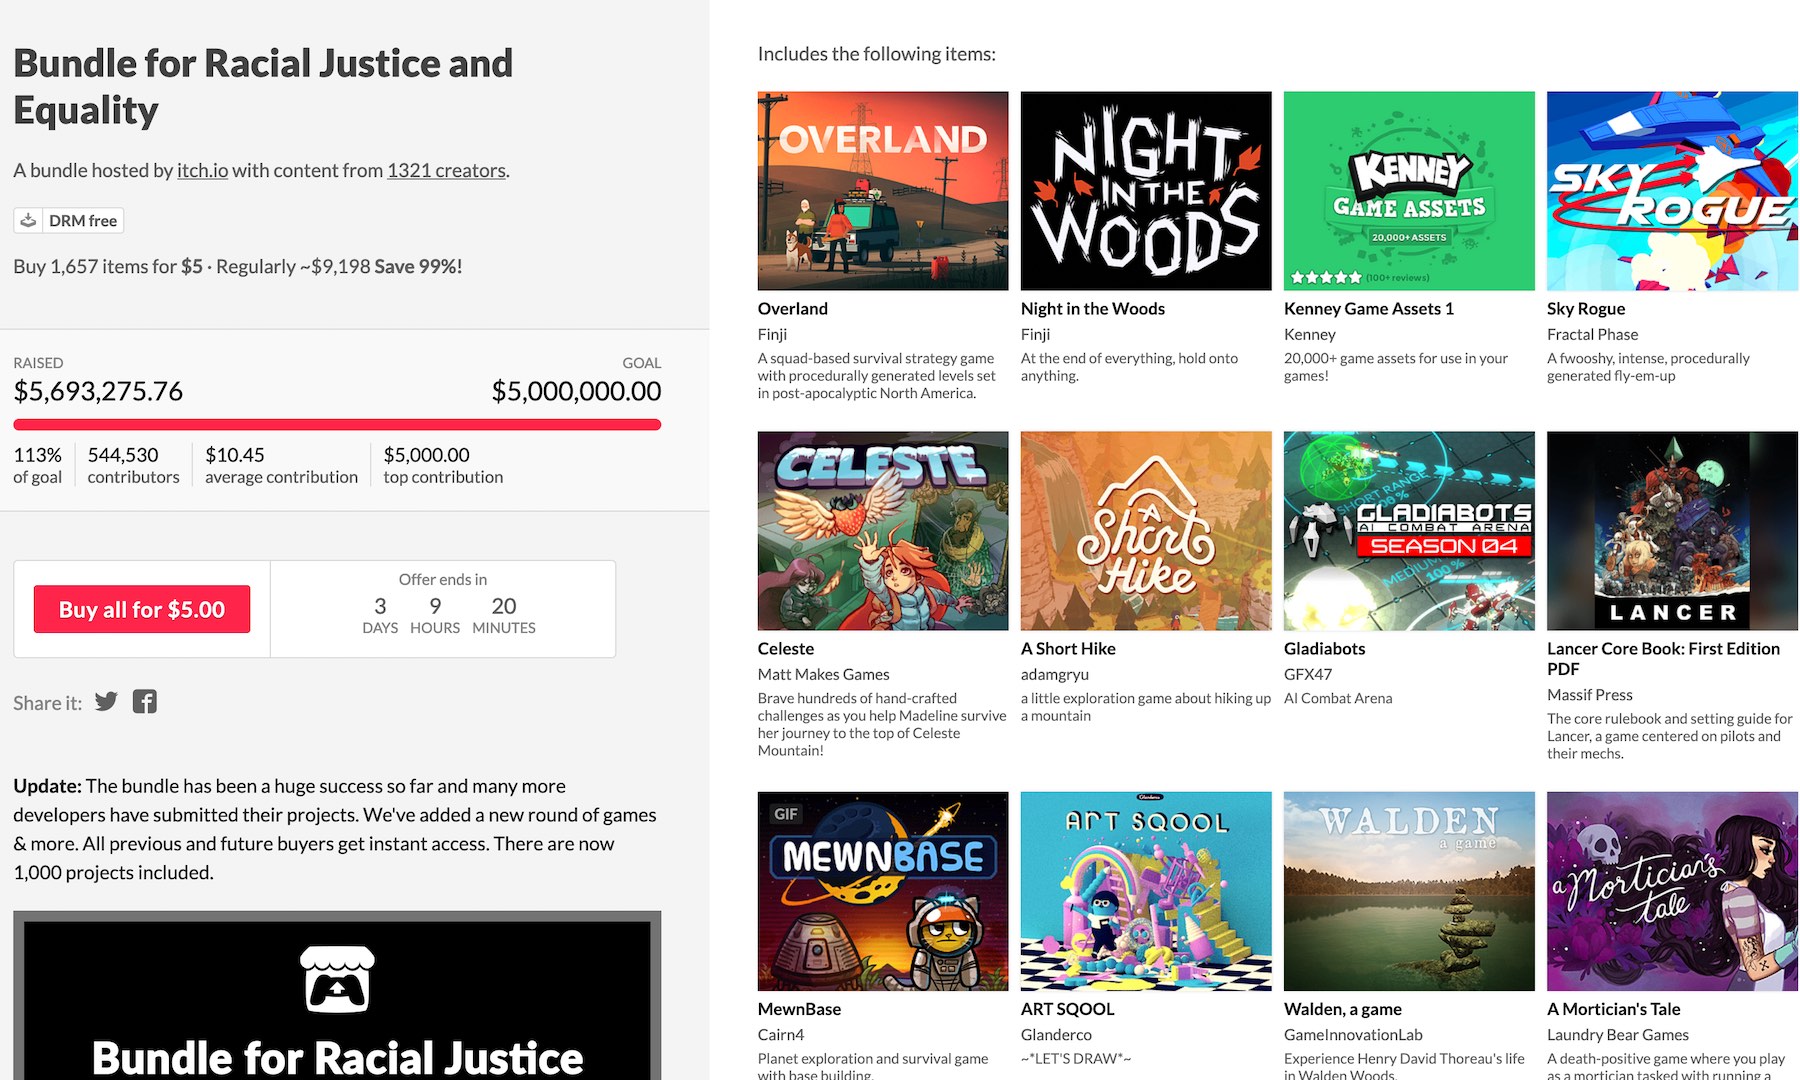 Bundle for Racial Justice and
Equality
A bundle hosted by itch.io with content from 1321 creators.
DRM free
Buy 1,657 items for $5 · Regularly ~$9,198 Save 99%!
RAISED
GOAL
$5,693,275.76
$5,000,000.00
113%
of goal
544,530
contributors
$10.45
average contribution
$5,000.00
top contribution
Buy all for $5.00
Offer ends in
3 9 20
DAYS HOURS MINUTES
Share it:
Update: The bundle has been a huge success so far and many more
developers have submitted their projects. We've added a new round of games
& more. All previous and future buyers get instant access. There are now
1,000 projects included.
Bundle for Racial Justice
Includes the following items:
OVERLAND
Overland
Finji
A squad-based survival strategy game
with procedurally generated levels set
in post-apocalyptic North America.
NIGHT
IN THE
WOODS
Night in the Woods
Finji
At the end of everything, hold onto
anything.
KENNEY
GAME ASSETS
20,000+ ASSETS
(100+ reviews)
Kenney Game Assets 1
Kenney
20,000+ game assets for use in your
games!
SKY
ROGUE
Sky Rogue
Fractal Phase
A fwooshy, intense, procedurally
generated fly-em-up
CELESTE
Celeste
Matt Makes Games
Brave hundreds of hand-crafted
challenges as you help Madeline survive
her journey to the top of Celeste
Mountain!
A
Short
Hike
A Short Hike
adamgryu
a little exploration game about hiking up
a mountain
SHORT RANGE
100 %
GLADIABOTS
AI COMBAT ARENA
SEASON 04
MEDIUM
100 %
Gladiabots
GFX47
AI Combat Arena
LANCER
Lancer Core Book: First Edition
PDF
Massif Press
The core rulebook and setting guide for
Lancer, a game centered on pilots and
their mechs.
GIF
MEWNBASE
MewnBase
Cairn4
Planet exploration and survival game
with base building.
Glanderco
ART SQOOL
ART SQOOL
Glanderco
~*LET'S DRAW*~
WALDEN
a game
Walden, a game
GameInnovationLab
Experience Henry David Thoreau's life
in Walden Woods.
a Mortician's
tale
A Mortician's Tale
Laundry Bear Games
A death-positive game where you play
as a mortician tasked with running a